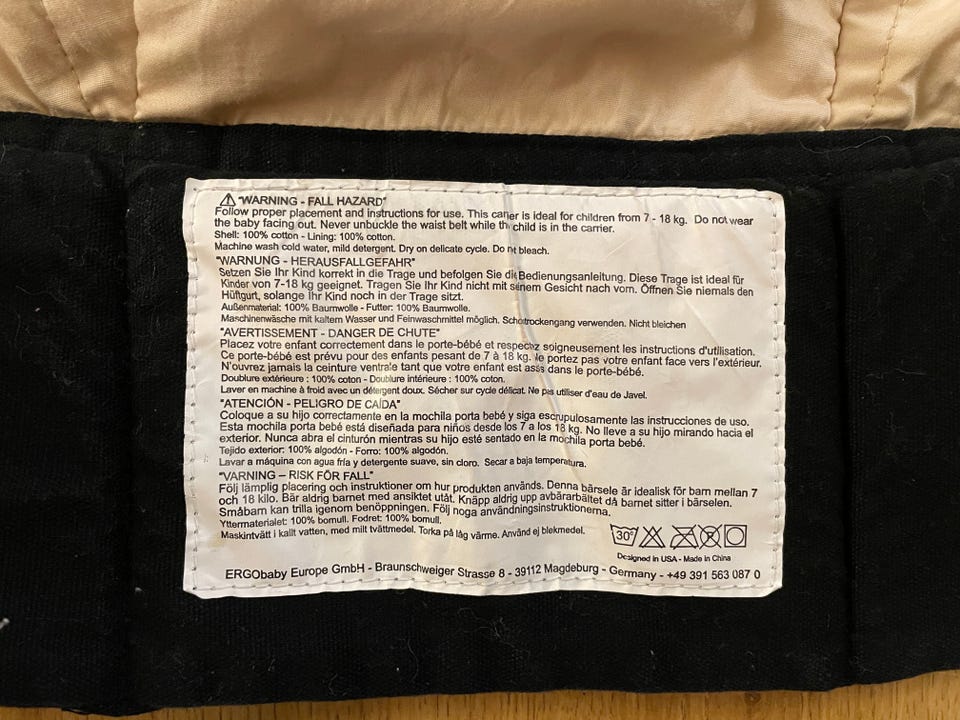 ⚠ "WARNING - FALL HAZARD"
Follow proper placement and instructions for use. This carrier is ideal for children from 7 - 18 kg. Do not wear
the baby facing out. Never unbuckle the waist belt while the child is in the carrier.
Shell: 100% cotton - Lining: 100% cotton.
Machine wash cold water, mild detergent. Dry on delicate cycle. Do not bleach.
"WARNUNG - HERAUSFALLGEFAHR"
Setzen Sie Ihr Kind korrekt in die Trage und befolgen Sie die Bedienungsanleitung. Diese Trage ist ideal für
Kinder von 7-18 kg geeignet. Tragen Sie Ihr Kind nicht mit seinem Gesicht nach vorn. Öffnen Sie niemals den
Hüftgurt, solange Ihr Kind noch in der Trage sitzt.
Außenmaterial: 100% Baumwolle - Futter: 100% Baumwolle.
Maschinenwäsche mit kaltem Wasser und Feinwaschmittel möglich. Schontrockengang verwenden. Nicht bleichen
"AVERTISSEMENT - DANGER DE CHUTE"
Placez votre enfant correctement dans le porte-bébé et respectez soigneusement les instructions d'utilisation.
Ce porte-bébé est prévu pour des enfants pesant de 7 à 18 kg. Ne portez pas votre enfant face vers l'extérieur.
N'ouvrez jamais la ceinture ventrale tant que votre enfant est assis dans le porte-bébé.
Doublure extérieure : 100% coton - Doublure intérieure : 100% coton.
Laver en machine à froid avec un détergent doux. Sécher sur cycle délicat. Ne pas utiliser d'eau de Javel.
"ATENCIÓN - PELIGRO DE CAÍDA"
Coloque a su hijo correctamente en la mochila porta bebé y siga escrupulosamente las instrucciones de uso.
Esta mochila porta bebé está diseñada para niños desde los 7 a los 18 kg. No lleve a su hijo mirando hacia el
exterior. Nunca abra el cinturón mientras su hijo esté sentado en la mochila porta bebé.
Tejido exterior: 100% algodón - Forro: 100% algodón.
Lavar a máquina con agua fría y detergente suave, sin cloro. Secar a baja temperatura.
"VARNING – RISK FÖR FALL"
Följ lämplig placering och instruktioner om hur produkten används. Denna bärsele är idealisk för barn mellan 7
och 18 kilo. Bär aldrig barnet med ansiktet utåt. Knäpp aldrig upp avbärarbältet då barnet sitter i bärselen.
Småbarn kan trilla igenom benöppningen. Följ noga användningsinstruktionerna.
Yttermaterialet: 100% bomull. Fodret: 100% bomull.
Maskintvätt i kallt vatten, med milt tvättmedel. Torka på låg värme. Använd ej blekmedel.
30°
Designed in USA - Made in China
ERGObaby Europe GmbH - Braunschweiger Strasse 8 - 39112 Magdeburg - Germany - +49 391 563 087 0